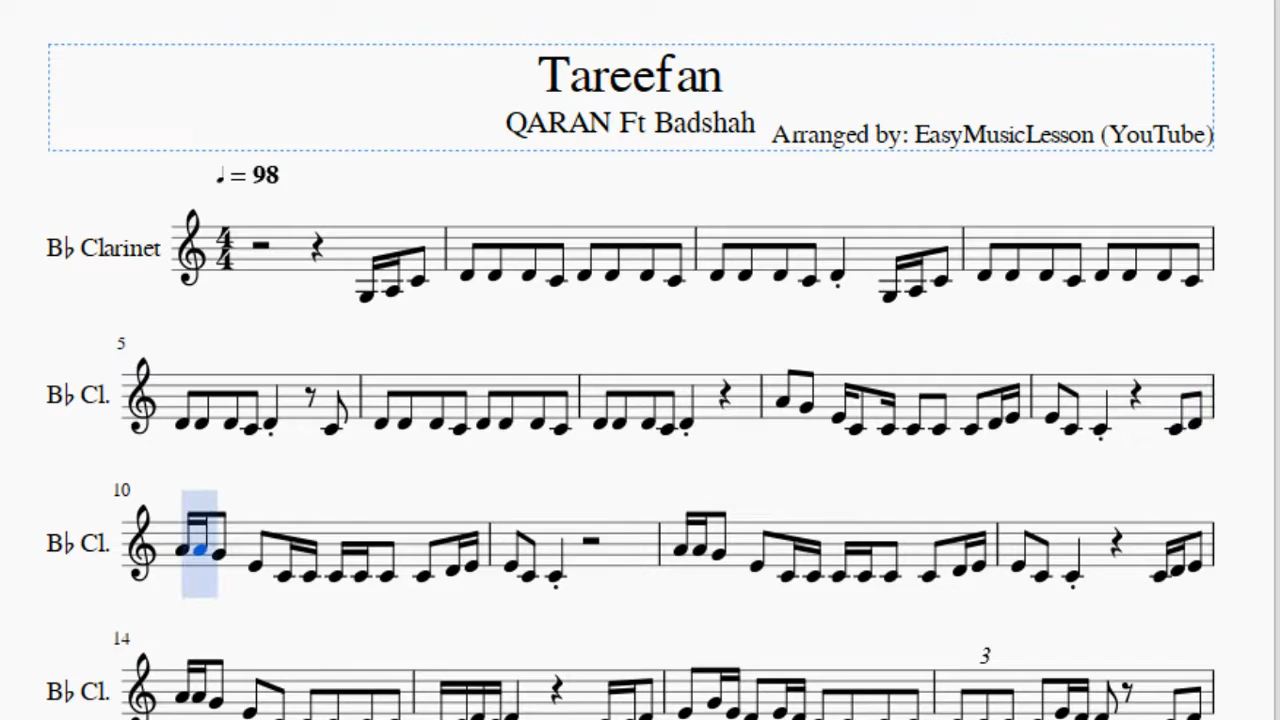 Tareefan
QARAN Ft Badshah
Arranged by: EasyMusicLesson (YouTube)
♩ = 98
B♭ Clarinet
4
4
5
B♭ Cl.
10
B♭ Cl.
14
3
B♭ Cl.